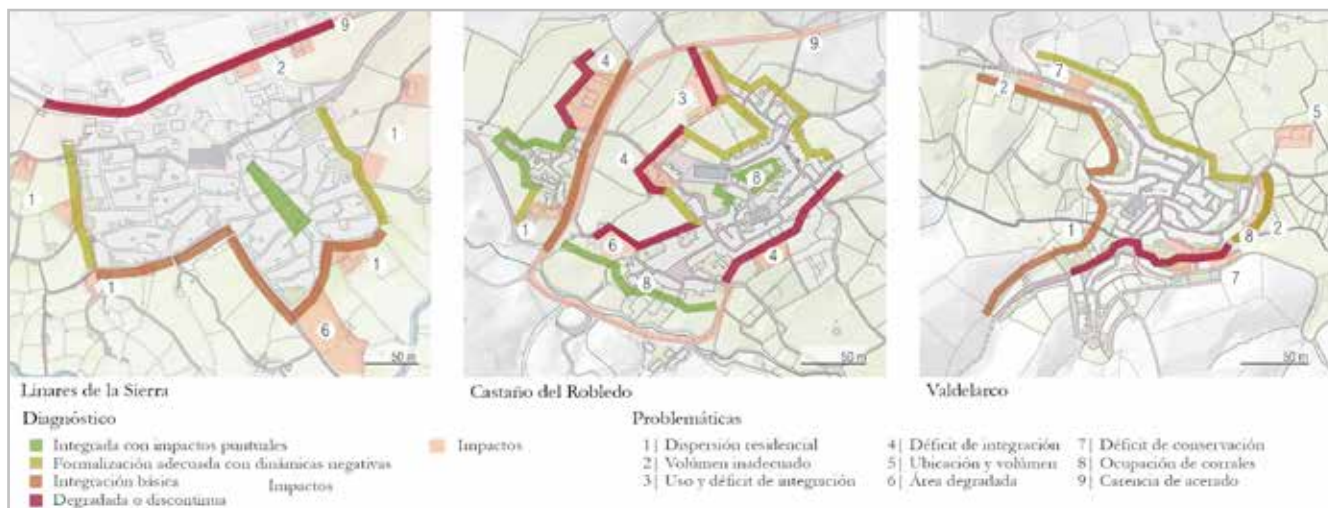 9
2
1
1
1
1
6
4
9
3
4
8
1
6
4
8
7
2
5
1
8
2
7
50 m
50 m
50 m
Linares de la Sierra
Castaño del Robledo
Valdelarco
Diagnóstico
Integrada con impactos puntuales
Formalización adecuada con dinámicas negativas
Integración básica
Degradada o discontinua
Impactos
Impactos
Problemáticas
1| Dispersión residencial
2| Volúmen inadecuado
3| Uso y déficit de integración
4| Déficit de integración
5| Ubicación y volúmen
6| Área degradada
7| Déficit de conservación
8| Ocupación de corrales
9| Carencia de acerado